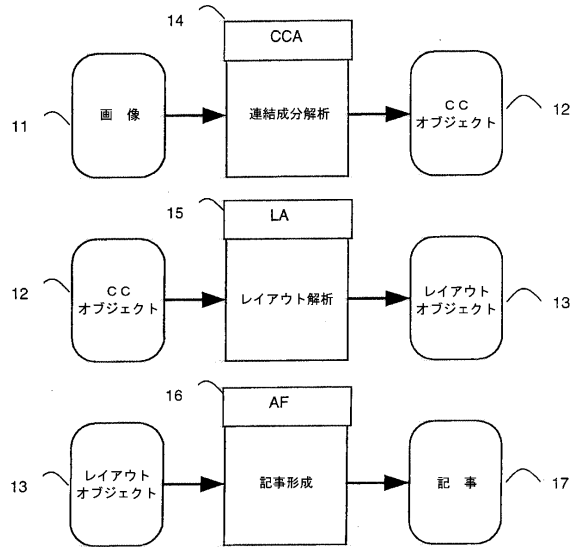 14
CCA
11
画 像
連結成分解析
CC
オブジェクト
12
15
LA
12
CC
オブジェクト
レイアウト解析
レイアウト
オブジェクト
13
16
AF
13
レイアウト
オブジェクト
記事形成
記 事
17